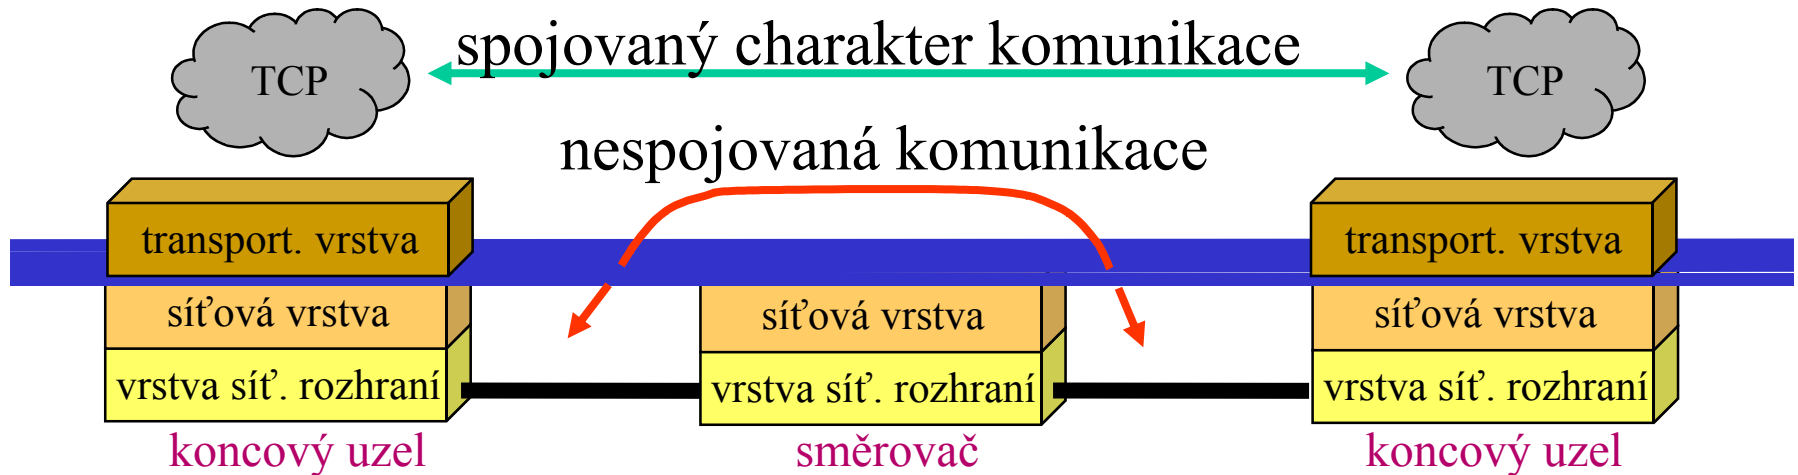 spojovaný charakter komunikace
TCP
TCP
nespojovaná komunikace
transport. vrstva
transport. vrstva
síťová vrstva
síťová vrstva
síťová vrstva
vrstva síť. rozhraní
vrstva síť. rozhraní
vrstva síť. rozhraní
koncový uzel
směrovač
koncový uzel